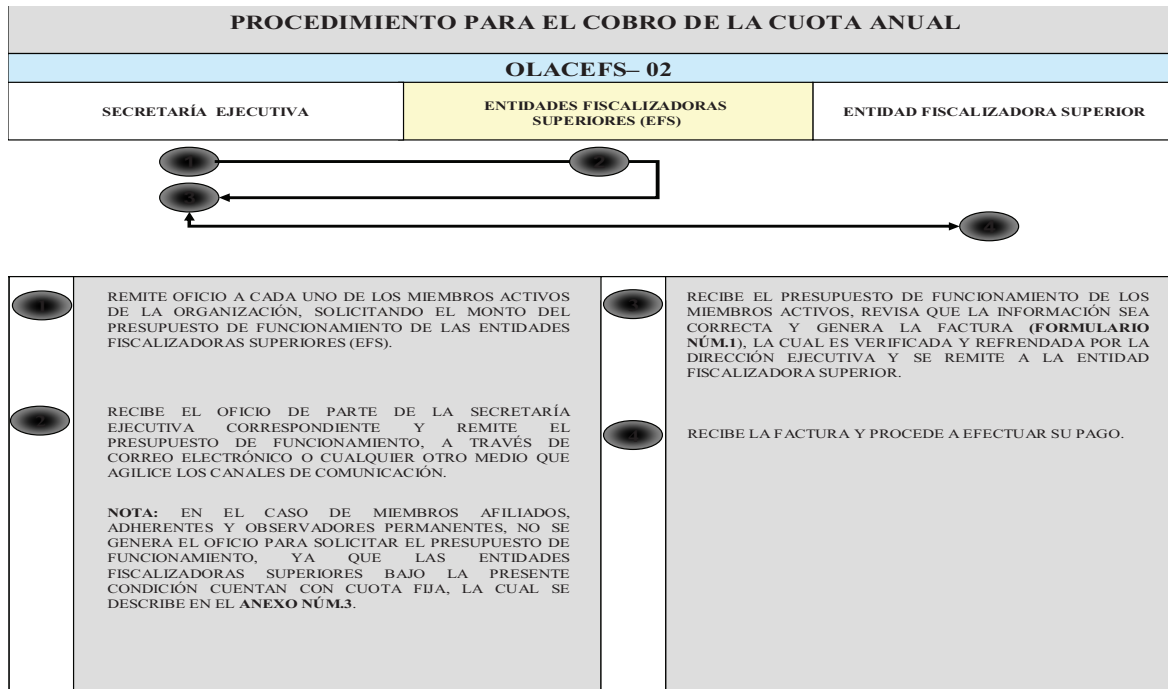 PROCEDIMIENTO PARA EL COBRO DE LA CUOTA ANUAL
OLACEFS– 02
SECRETARÍA EJECUTIVA
ENTIDADES FISCALIZADORAS
SUPERIORES (EFS)
ENTIDAD FISCALIZADORA SUPERIOR
1
2
3
4
1
REMITE OFICIO A CADA UNO DE LOS MIEMBROS ACTIVOS
DE LA ORGANIZACIÓN, SOLICITANDO EL MONTO DEL
PRESUPUESTO DE FUNCIONAMIENTO DE LAS ENTIDADES
FISCALIZADORAS SUPERIORES (EFS).
2
RECIBE EL OFICIO DE PARTE DE LA SECRETARÍA
EJECUTIVA CORRESPONDIENTE Y REMITE EL
PRESUPUESTO DE FUNCIONAMIENTO, A TRAVÉS DE
CORREO ELECTRÓNICO O CUALQUIER OTRO MEDIO QUE
AGILICE LOS CANALES DE COMUNICACIÓN.
NOTA: EN EL CASO DE MIEMBROS AFILIADOS,
ADHERENTES Y OBSERVADORES PERMANENTES, NO SE
GENERA EL OFICIO PARA SOLICITAR EL PRESUPUESTO DE
FUNCIONAMIENTO, YA QUE LAS ENTIDADES
FISCALIZADORAS SUPERIORES BAJO LA PRESENTE
CONDICIÓN CUENTAN CON CUOTA FIJA, LA CUAL SE
DESCRIBE EN EL ANEXO NÚM.3.
3
RECIBE EL PRESUPUESTO DE FUNCIONAMIENTO DE LOS
MIEMBROS ACTIVOS, REVISA QUE LA INFORMACIÓN SEA
CORRECTA Y GENERA LA FACTURA (FORMULARIO
NÚM.1), LA CUAL ES VERIFICADA Y REFRENDADA POR LA
DIRECCIÓN EJECUTIVA Y SE REMITE A LA ENTIDAD
FISCALIZADORA SUPERIOR.
4
RECIBE LA FACTURA Y PROCEDE A EFECTUAR SU PAGO.